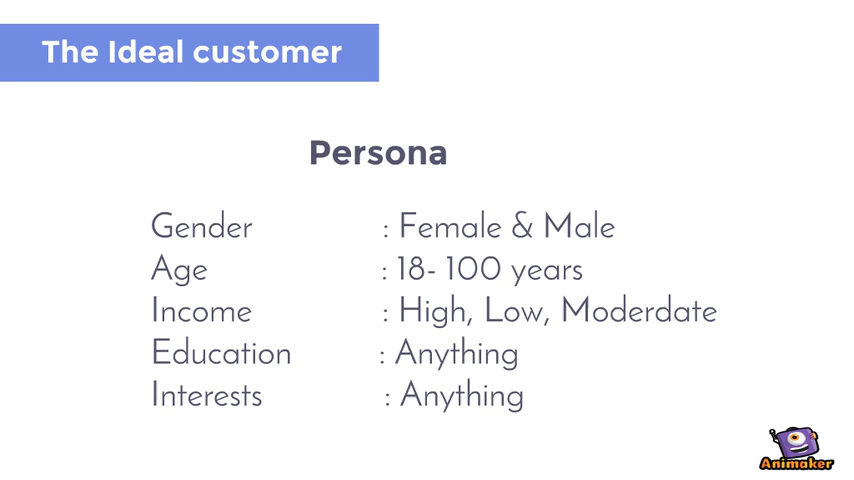 The Ideal customer
Persona
Gender : Female & Male
Age : 18- 100 years
Income : High, Low, Moderdate
Education : Anything
Interests : Anything
Animaker